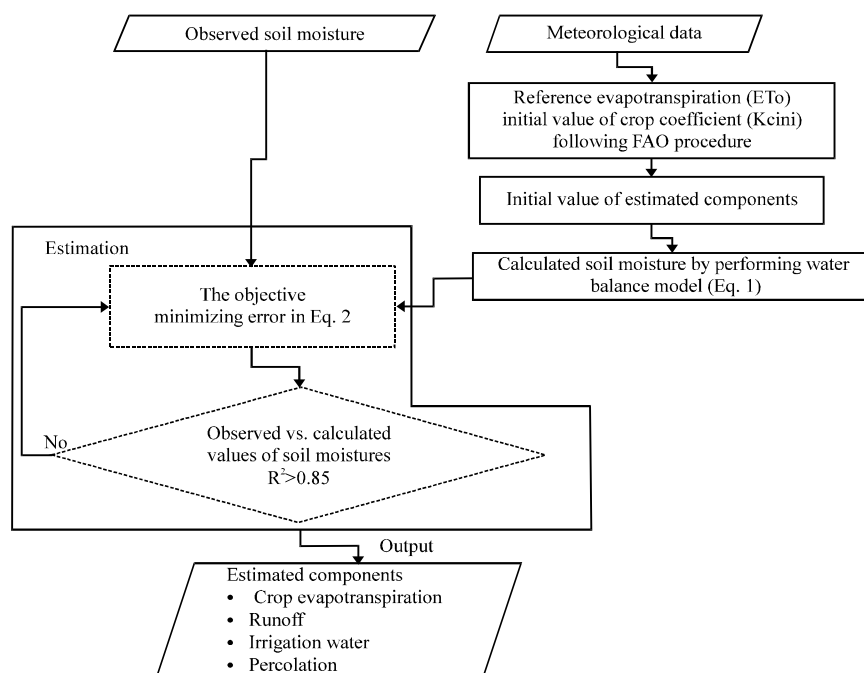 Observed soil moisture
Meteorological data
Reference evapotranspiration (ETo)
initial value of crop coefficient (Kcini)
following FAO procedure
Initial value of estimated components
Calculated soil moisture by performing water
balance model (Eq. 1)
Estimation
The objective
minimizing error in Eq. 2
No
Observed vs. calculated
values of soil moistures
R²>0.85
Output
Estimated components
• Crop evapotranspiration
• Runoff
• Irrigation water
• Percolation